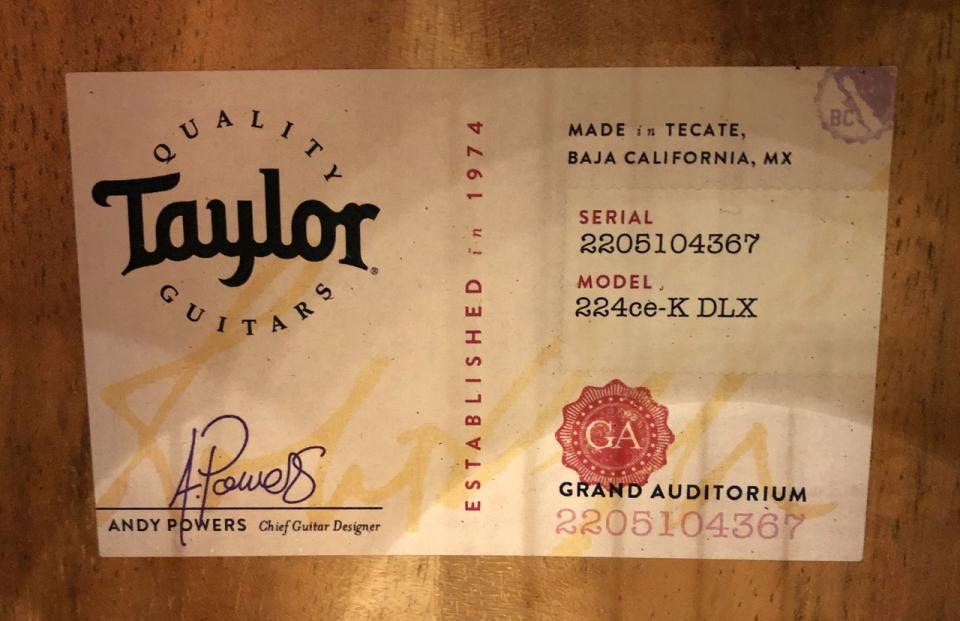 QUALITY
Taylor®
GUITARS
A. Powers
ANDY POWERS Chief Guitar Designer
ESTABLISHED in 1974
BC
MADE in TECATE,
BAJA CALIFORNIA, MX
SERIAL
2205104367
MODEL
224ce-K DLX
GA
GRAND AUDITORIUM
2205104367